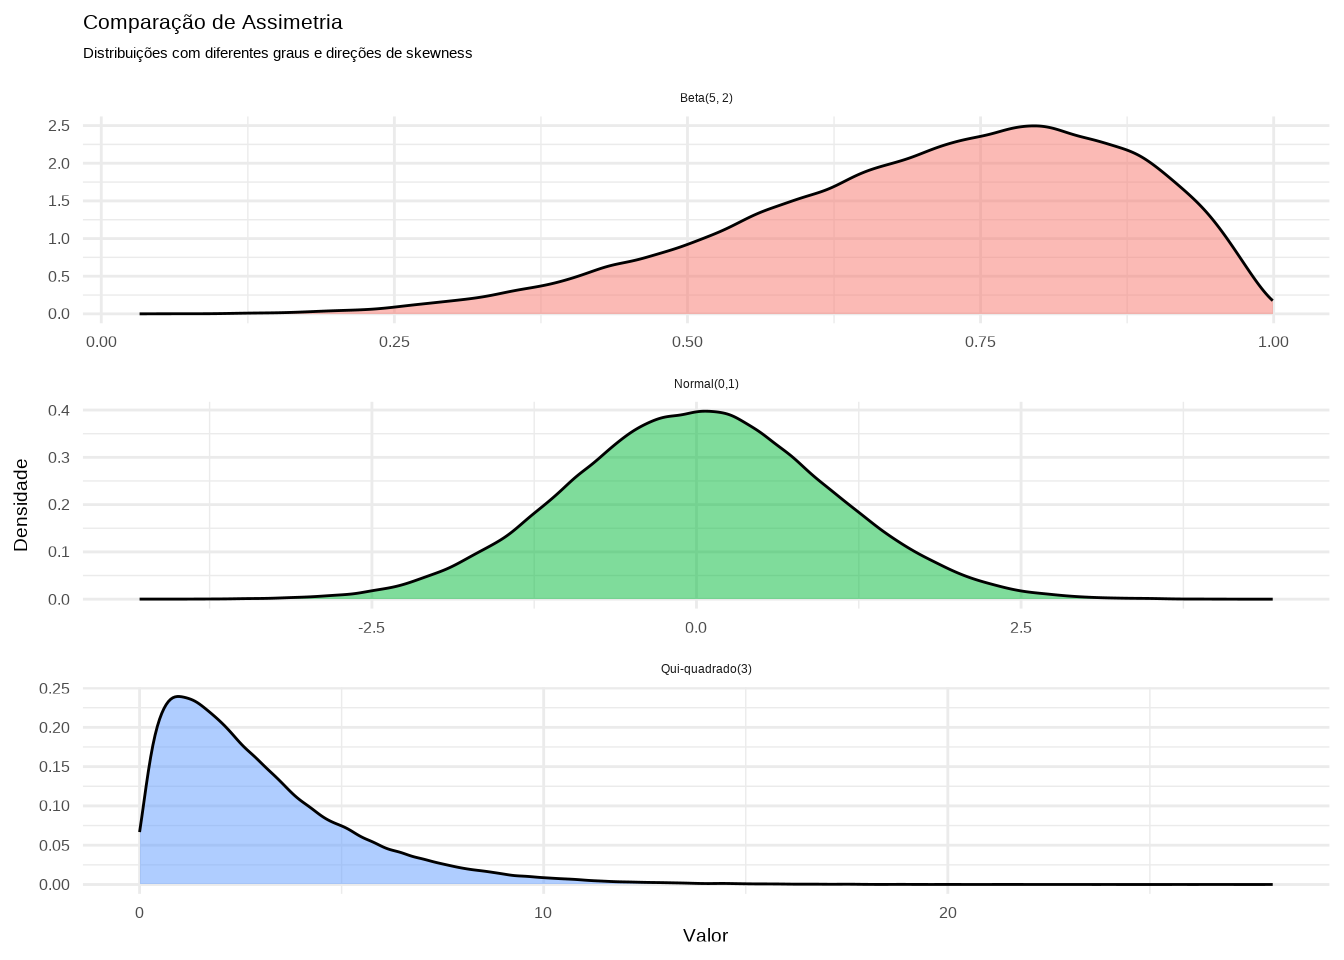 Comparação de Assimetria
Distribuições com diferentes graus e direções de skewness
Beta(5, 2)
2.5
2.0
1.5
1.0
0.5
0.0
0.00 0.25 0.50 0.75 1.00
Normal(0,1)
0.4
0.3
0.2
0.1
0.0
-2.5 0.0 2.5
Densidade
Qui-quadrado(3)
0.25
0.20
0.15
0.10
0.05
0.00
0 10 20
Valor